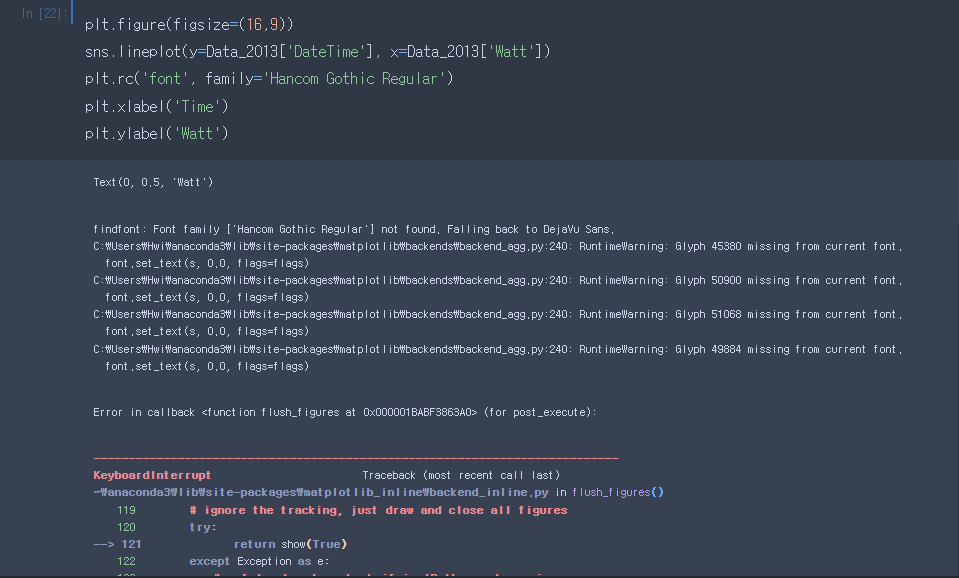 In [22]:
plt.figure(figsize=(16,9))
sns.lineplot(y=Data_2013['DateTime'], x=Data_2013['Watt'])
plt.rc('font', family='Hancom Gothic Regular')
plt.xlabel('Time')
plt.ylabel('Watt')
Text(0, 0.5, 'Watt')
findfont: Font family ['Hancom Gothic Regular'] not found. Falling back to DejaVu Sans.
C:₩Users₩Hwi₩anaconda3₩lib₩site-packages₩matplotlib₩backends₩backend_agg.py:240: RuntimeWarning: Glyph 45380 missing from current font.
font.set_text(s, 0.0, flags=flags)
C:₩Users₩Hwi₩anaconda3₩lib₩site-packages₩matplotlib₩backends₩backend_agg.py:240: RuntimeWarning: Glyph 50900 missing from current font.
font.set_text(s, 0.0, flags=flags)
C:₩Users₩Hwi₩anaconda3₩lib₩site-packages₩matplotlib₩backends₩backend_agg.py:240: RuntimeWarning: Glyph 51068 missing from current font.
font.set_text(s, 0.0, flags=flags)
C:₩Users₩Hwi₩anaconda3₩lib₩site-packages₩matplotlib₩backends₩backend_agg.py:240: RuntimeWarning: Glyph 49884 missing from current font.
font.set_text(s, 0.0, flags=flags)
Error in callback <function flush_figures at 0x000001BABF3863A0> (for post_execute):
---------------------------------------------------------------------------
KeyboardInterrupt Traceback (most recent call last)
~₩anaconda3₩lib₩site-packages₩matplotlib_inline₩backend_inline.py in flush_figures()
119 # ignore the tracking, just draw and close all figures
120 try:
--> 121 return show(True)
122 except Exception as e: